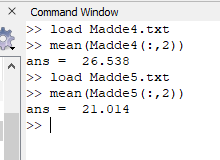 Command Window
>> load Madde4.txt
>> mean(Madde4(:,2))
ans =  26.538
>> load Madde5.txt
>> mean(Madde5(:,2))
ans =  21.014
>>